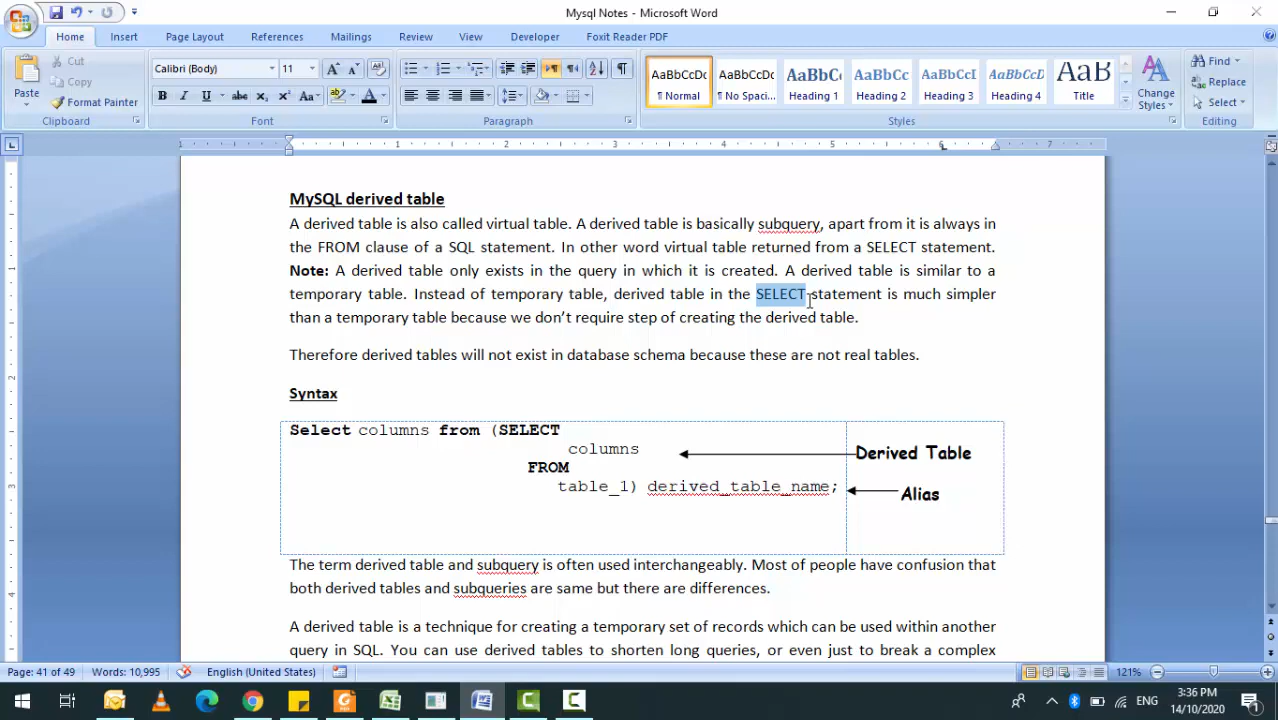 Mysql Notes - Microsoft Word
Home Insert Page Layout References Mailings Review View Developer Foxit Reader PDF
Paste
Cut
Copy
Format Painter
Clipboard
Calibri (Body) 11
Font
Paragraph
AaBbCcDc AaBbCcDc AaBbC AaBbCc AaBbCcI AaBbCcD AaB
¶ Normal ¶ No Spaci... Heading 1 Heading 2 Heading 3 Heading 4 Title
Change
Styles
Styles
Find
Replace
Select
Editing
MySQL derived table
A derived table is also called virtual table. A derived table is basically subquery, apart from it is always in
the FROM clause of a SQL statement. In other word virtual table returned from a SELECT statement.
Note: A derived table only exists in the query in which it is created. A derived table is similar to a
temporary table. Instead of temporary table, derived table in the SELECT statement is much simpler
than a temporary table because we don’t require step of creating the derived table.
Therefore derived tables will not exist in database schema because these are not real tables.
Syntax
Select columns from (SELECT
columns
FROM
table_1) derived_table_name;
Derived Table
Alias
The term derived table and subquery is often used interchangeably. Most of people have confusion that
both derived tables and subqueries are same but there are differences.
A derived table is a technique for creating a temporary set of records which can be used within another
query in SQL. You can use derived tables to shorten long queries, or even just to break a complex
Page: 41 of 49 Words: 10,995 English (United States) 121%
ENG
3:36 PM
14/10/2020